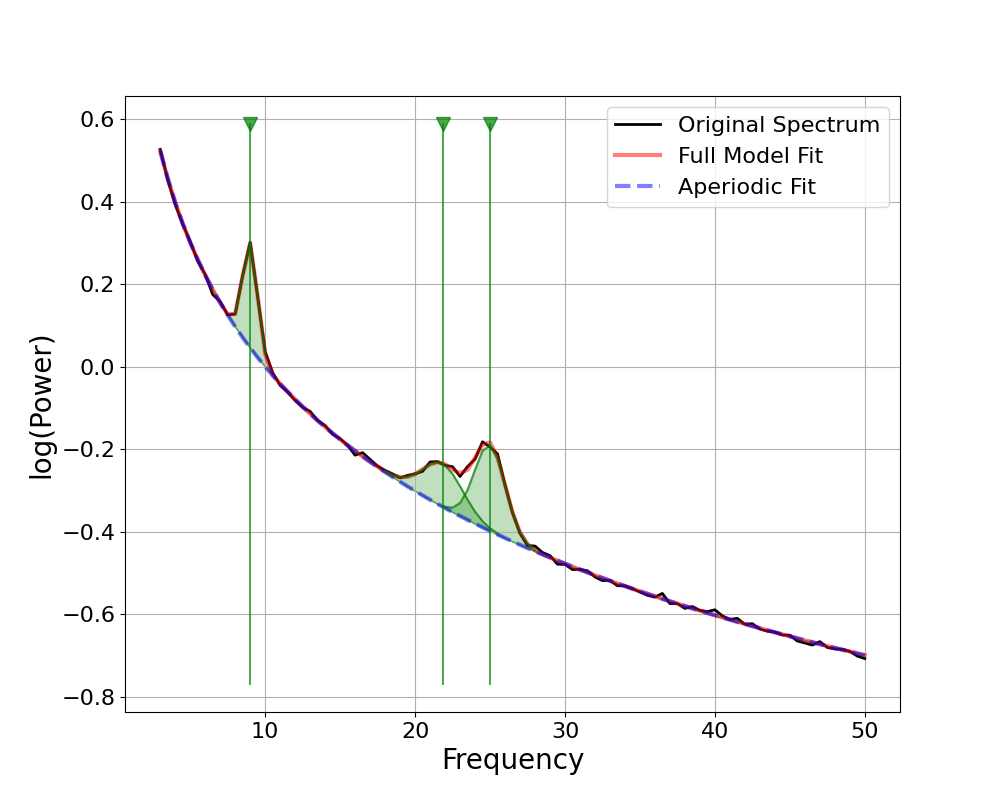 Original Spectrum
Full Model Fit
Aperiodic Fit
0.6
0.4
0.2
0.0
−0.2
−0.4
−0.6
−0.8
log(Power)
10 20 30 40 50
Frequency